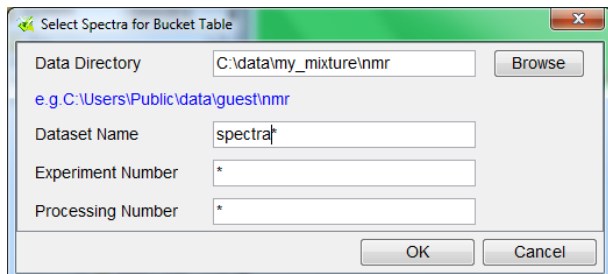 Select Spectra for Bucket Table
Data Directory C:\data\my_mixture\nmr Browse
e.g.C:\Users\Public\data\guest\nmr
Dataset Name spectra*
Experiment Number *
Processing Number *
OK Cancel